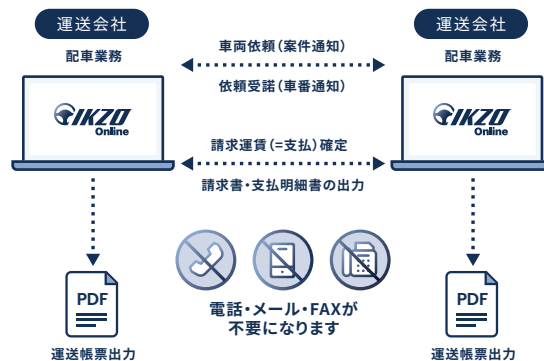 運送会社
配車業務
IKZO
Online
車両依頼(案件通知)
依頼受諾(車番通知)
請求運賃(=支払)確定
請求書・支払明細書の出力
運送会社
配車業務
IKZO
Online
電話・メール・FAXが
不要になります
PDF
運送帳票出力
PDF
運送帳票出力